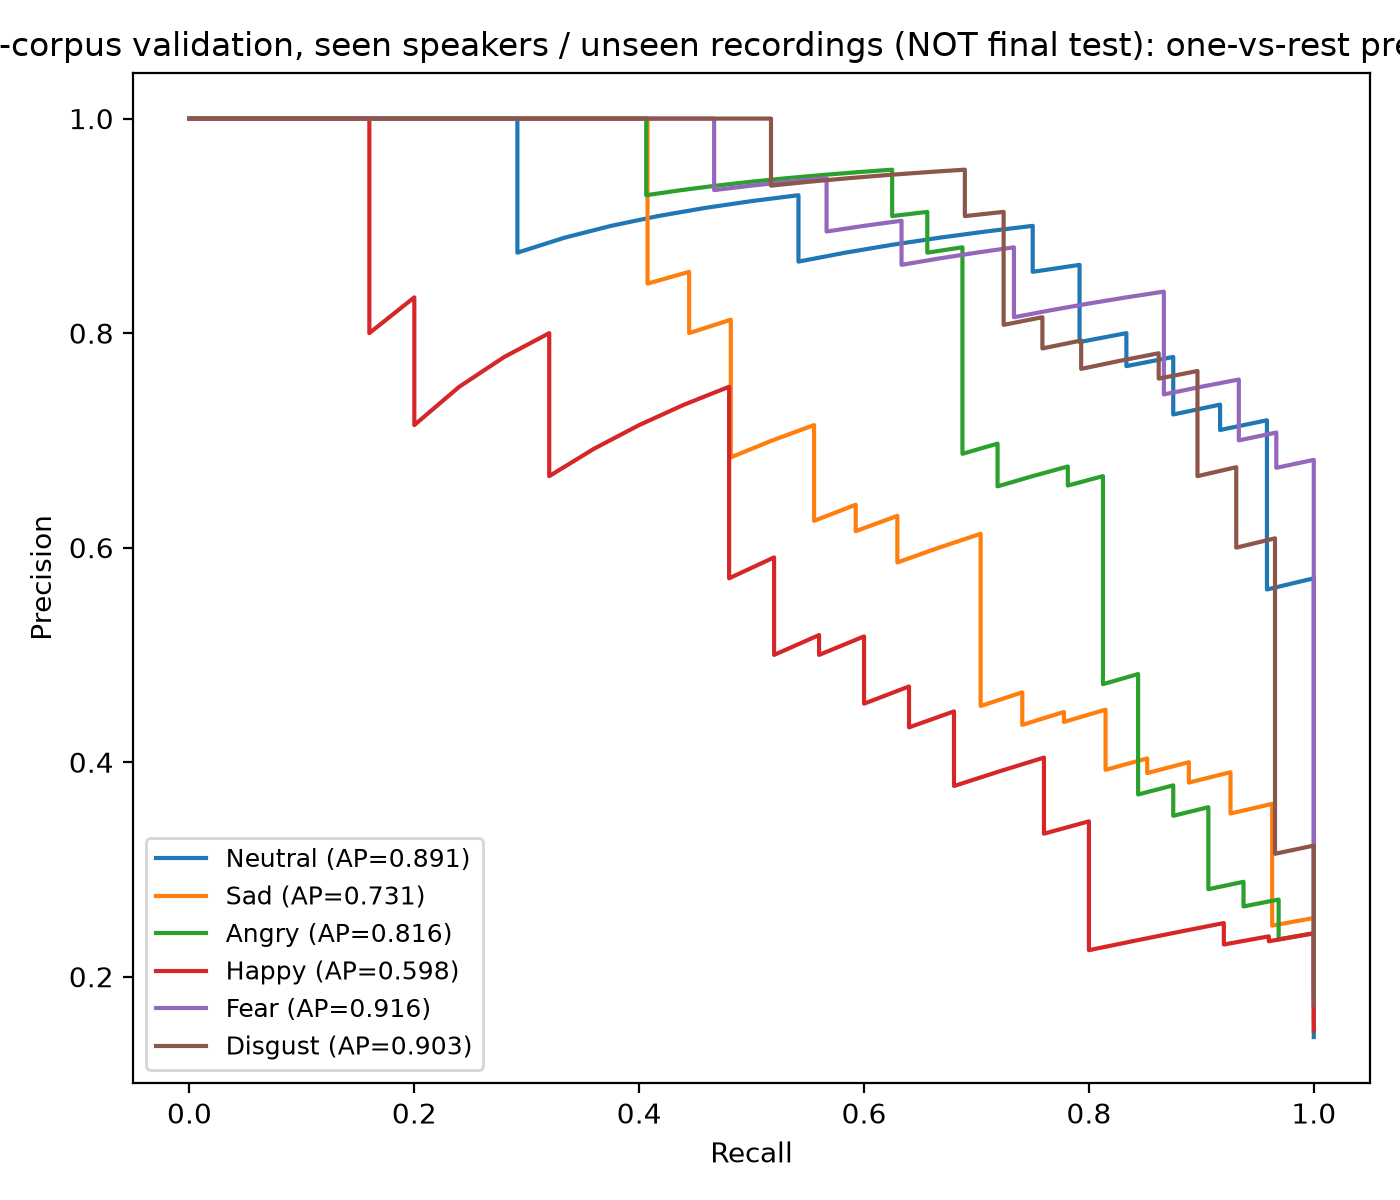 -corpus validation, seen speakers / unseen recordings (NOT final test): one-vs-rest pre
1.0
0.8
0.6
0.4
0.2
Precision
Neutral (AP=0.891)
Sad (AP=0.731)
Angry (AP=0.816)
Happy (AP=0.598)
Fear (AP=0.916)
Disgust (AP=0.903)
0.0 0.2 0.4 0.6 0.8 1.0
Recall